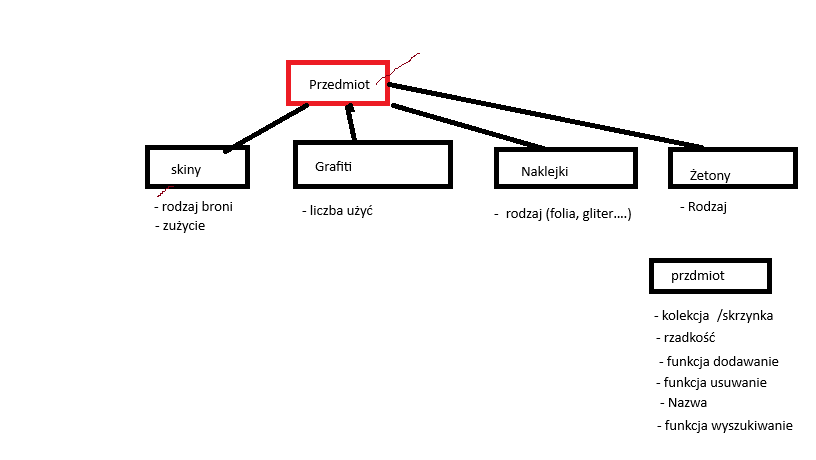 Przedmiot
skiny
Grafiti
Naklejki
Żetony
- rodzaj broni
- zużycie
- liczba użyć
- rodzaj (folia, gliter....)
- Rodzaj
przdmiot
- kolekcja /skrzynka
- rzadkość
- funkcja dodawanie
- funkcja usuwanie
- Nazwa
- funkcja wyszukiwanie